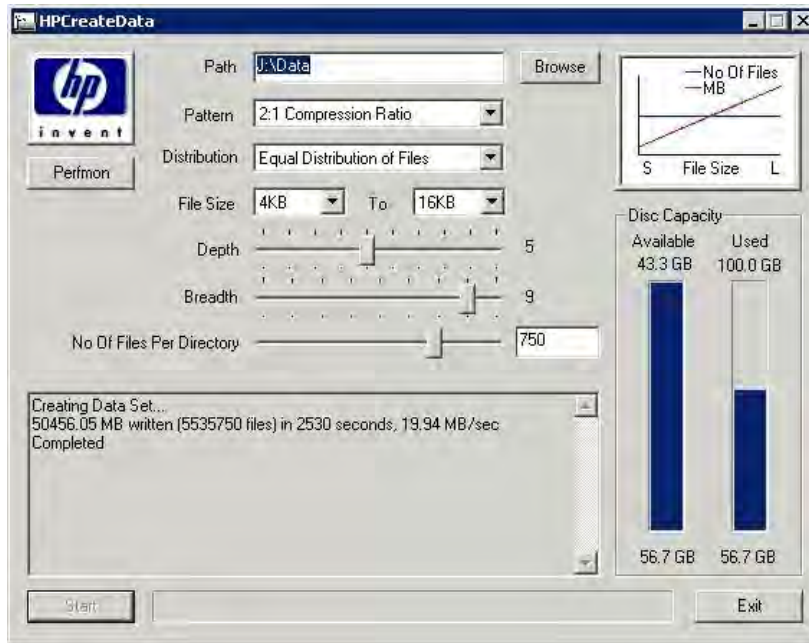 HPCreateData
hp
invent
Perfmon
Path J:\Data Browse
Pattern 2:1 Compression Ratio
Distribution Equal Distribution of Files
File Size 4KB To 16KB
Depth 5
Breadth 9
No Of Files Per Directory 750
No Of Files
MB
S File Size L
Disc Capacity
Available Used
43.3 GB 100.0 GB
56.7 GB 56.7 GB
Creating Data Set...
50456.05 MB written (5535750 files) in 2530 seconds, 19.94 MB/sec
Completed
Start Exit